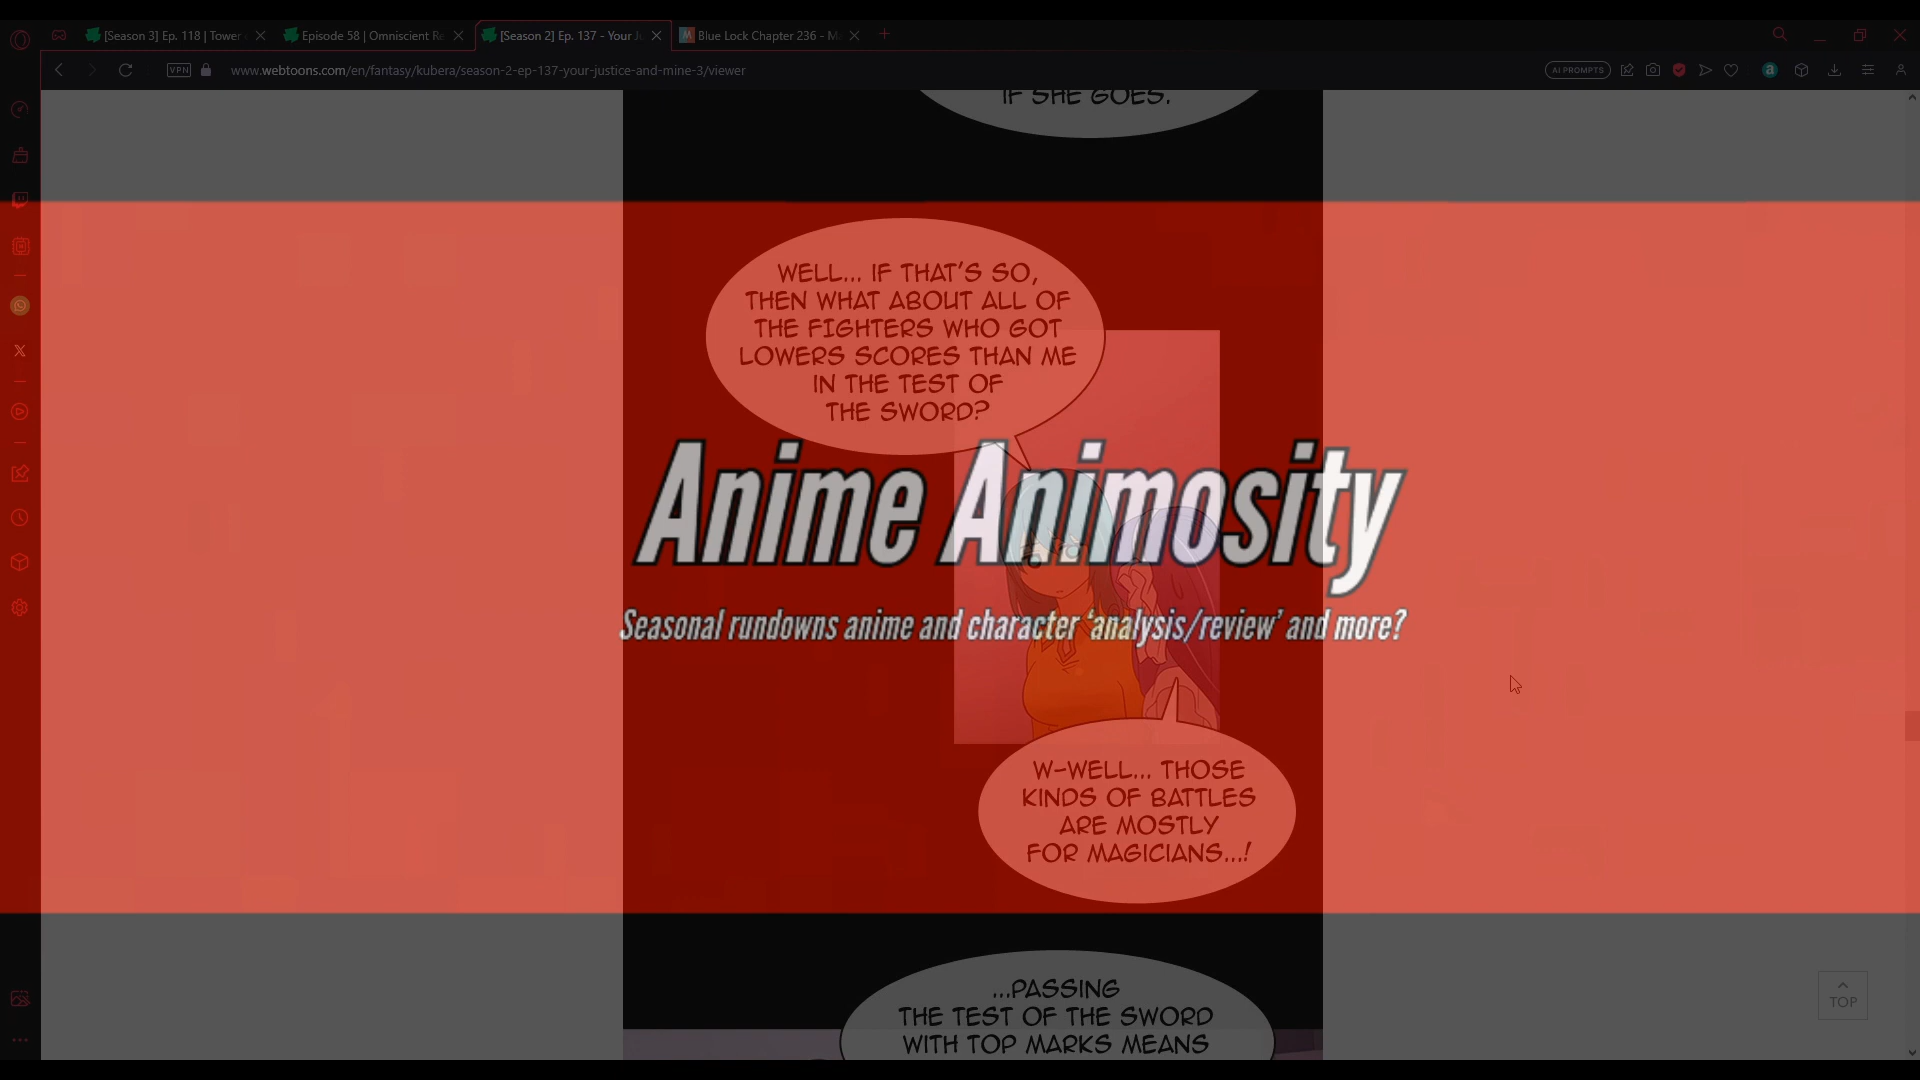 [Season 3] Ep. 118 | Tower
Episode 58 | Omniscient Re
[Season 2] Ep. 137 - Your Ju
Blue Lock Chapter 236 - M
VPN
www.webtoons.com/en/fantasy/kubera/season-2-ep-137-your-justice-and-mine-3/viewer
AI PROMPTS
IF SHE GOES.
WELL... IF THAT'S SO,
THEN WHAT ABOUT ALL OF
THE FIGHTERS WHO GOT
LOWERS SCORES THAN ME
IN THE TEST OF
THE SWORD?
Anime Animosity
Seasonal rundowns anime and character 'analysis/review' and more?
W-WELL... THOSE
KINDS OF BATTLES
ARE MOSTLY
FOR MAGICIANS...!
...PASSING
THE TEST OF THE SWORD
WITH TOP MARKS MEANS
TOP